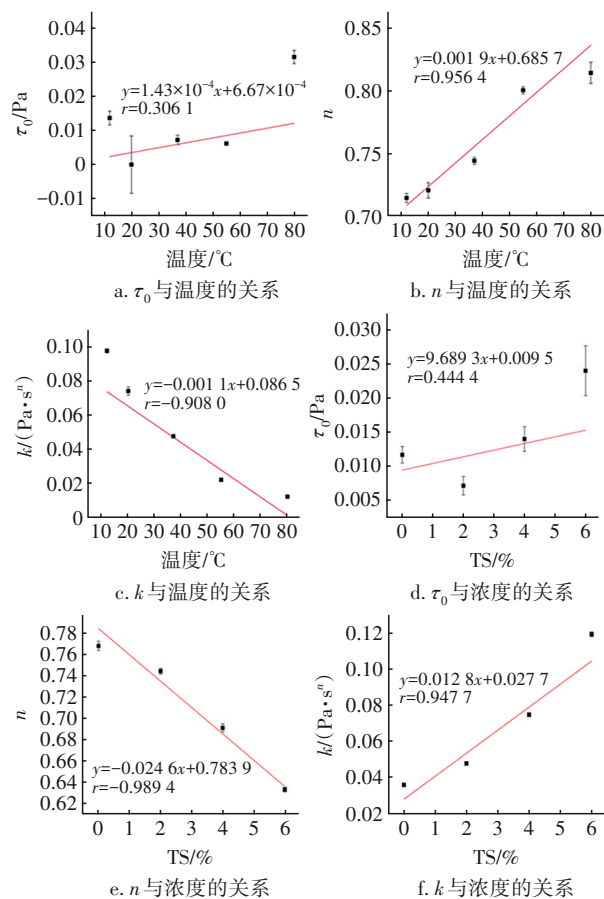 0.04
0.03
0.02
0.01
0
−0.01
τ₀/Pa
y=1.43×10⁻⁴x+6.67×10⁻⁴
r=0.306 1
10 20 30 40 50 60 70 80
温度/℃
a. τ₀与温度的关系
0.80
0.75
0.70
n
y=0.001 9x+0.685 7
r=0.956 4
10 20 30 40 50 60 70 80
温度/℃
b. n与温度的关系
0.10
0.08
0.06
0.04
0.02
0
k/(Pa·sⁿ)
y=−0.001 1x+0.086 5
r=−0.908 0
10 20 30 40 50 60 70 80
温度/℃
c. k与温度的关系
0.030
0.025
0.020
0.015
0.010
0.005
τ₀/Pa
y=9.689 3x+0.009 5
r=0.444 4
0 1 2 3 4 5 6
TS/%
d. τ₀与浓度的关系
0.78
0.76
0.74
0.72
0.70
0.68
0.66
0.64
0.62
n
y=−0.024 6x+0.783 9
r=−0.989 4
0 1 2 3 4 5 6
TS/%
e. n与浓度的关系
0.12
0.10
0.08
0.06
0.04
0.02
k/(Pa·sⁿ)
y=0.012 8x+0.027 7
r=0.947 7
0 1 2 3 4 5 6
TS/%
f. k与浓度的关系